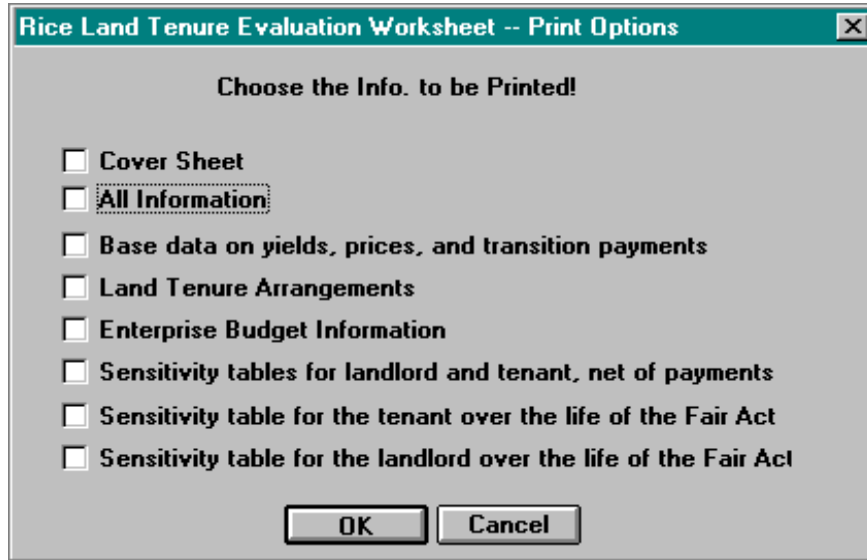 Rice Land Tenure Evaluation Worksheet -- Print Options
Choose the Info. to be Printed!
Cover Sheet
All Information
Base data on yields, prices, and transition payments
Land Tenure Arrangements
Enterprise Budget Information
Sensitivity tables for landlord and tenant, net of payments
Sensitivity table for the tenant over the life of the Fair Act
Sensitivity table for the landlord over the life of the Fair Act
OK Cancel